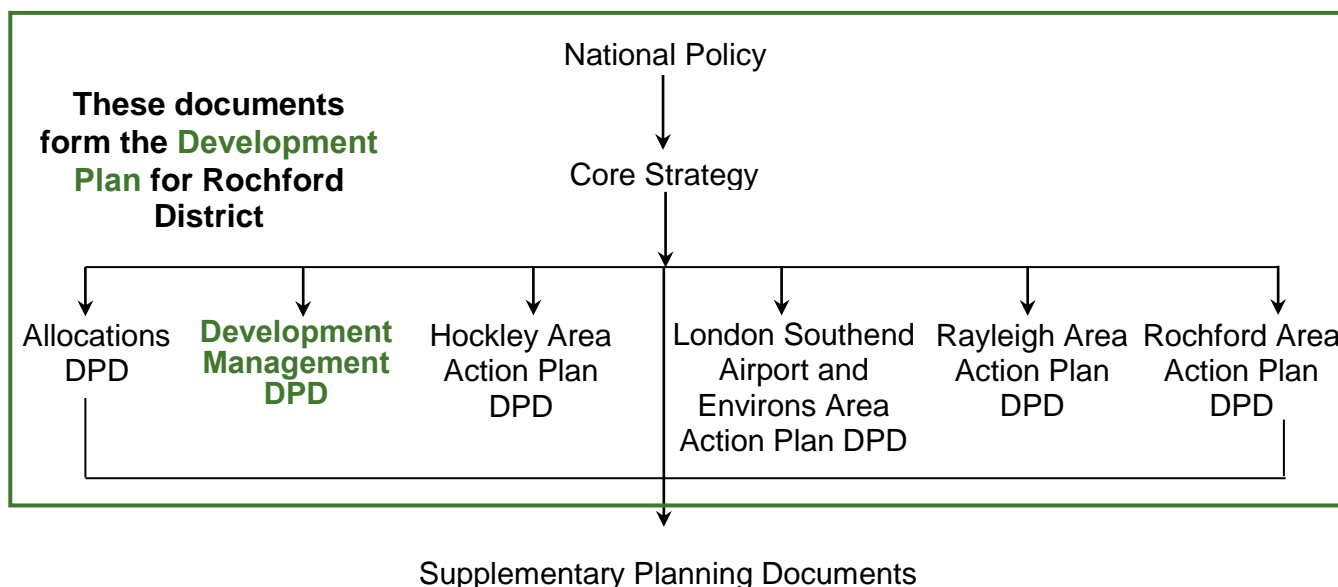 National Policy
These documents
form the Development
Plan for Rochford
District
Core Strategy
Allocations
DPD
Development
Management
DPD
Hockley Area
Action Plan
DPD
London Southend
Airport and
Environs Area
Action Plan DPD
Rayleigh Area
Action Plan
DPD
Rochford Area
Action Plan
DPD
Supplementary Planning Documents